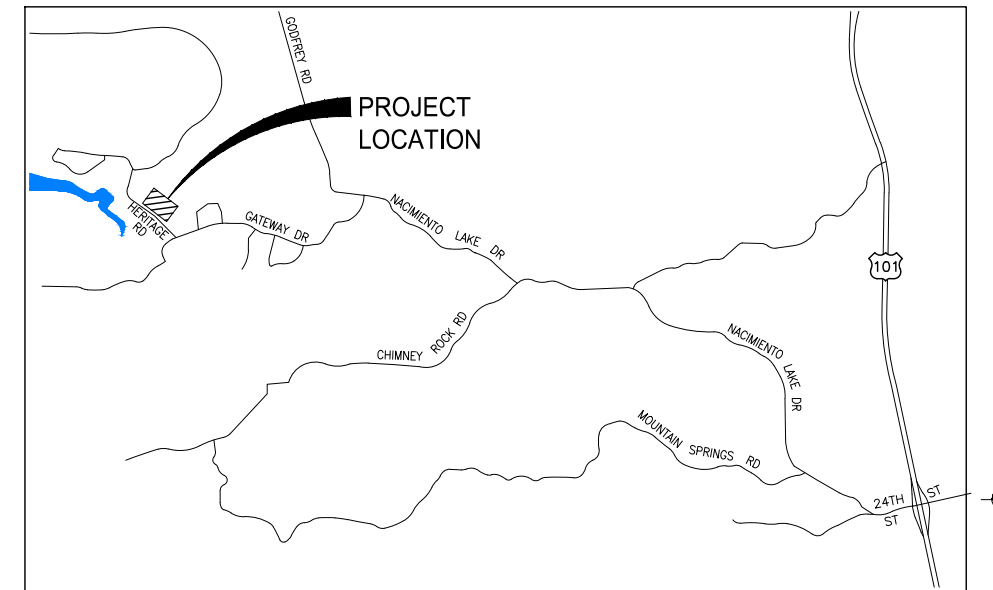 GODFREY RD
PROJECT
LOCATION
HERITAGE
RD
GATEWAY DR
NACIMIENTO LAKE DR
101
CHIMNEY ROCK RD
NACIMIENTO LAKE DR
MOUNTAIN SPRINGS RD
24TH ST
ST